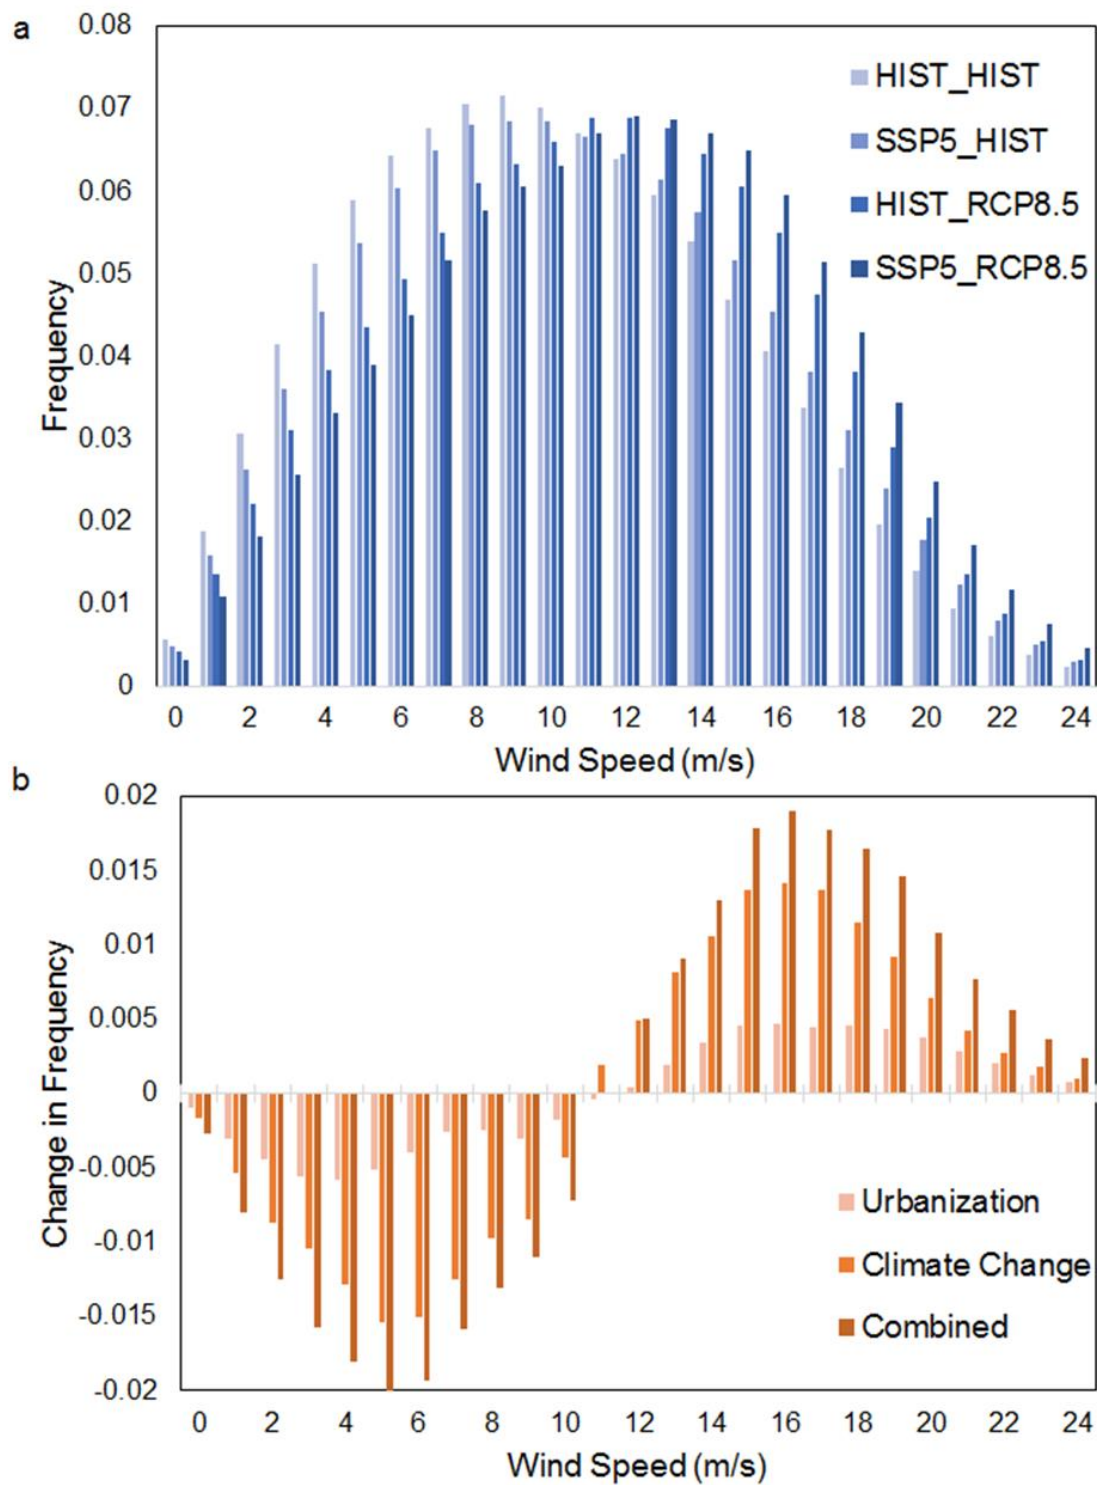 a
0.08
0.07
0.06
0.05
0.04
0.03
0.02
0.01
0
Frequency
HIST_HIST
SSP5_HIST
HIST_RCP8.5
SSP5_RCP8.5
0 2 4 6 8 10 12 14 16 18 20 22 24
Wind Speed (m/s)
b
0.02
0.015
0.01
0.005
0
-0.005
-0.01
-0.015
-0.02
Change in Frequency
Urbanization
Climate Change
Combined
0 2 4 6 8 10 12 14 16 18 20 22 24
Wind Speed (m/s)